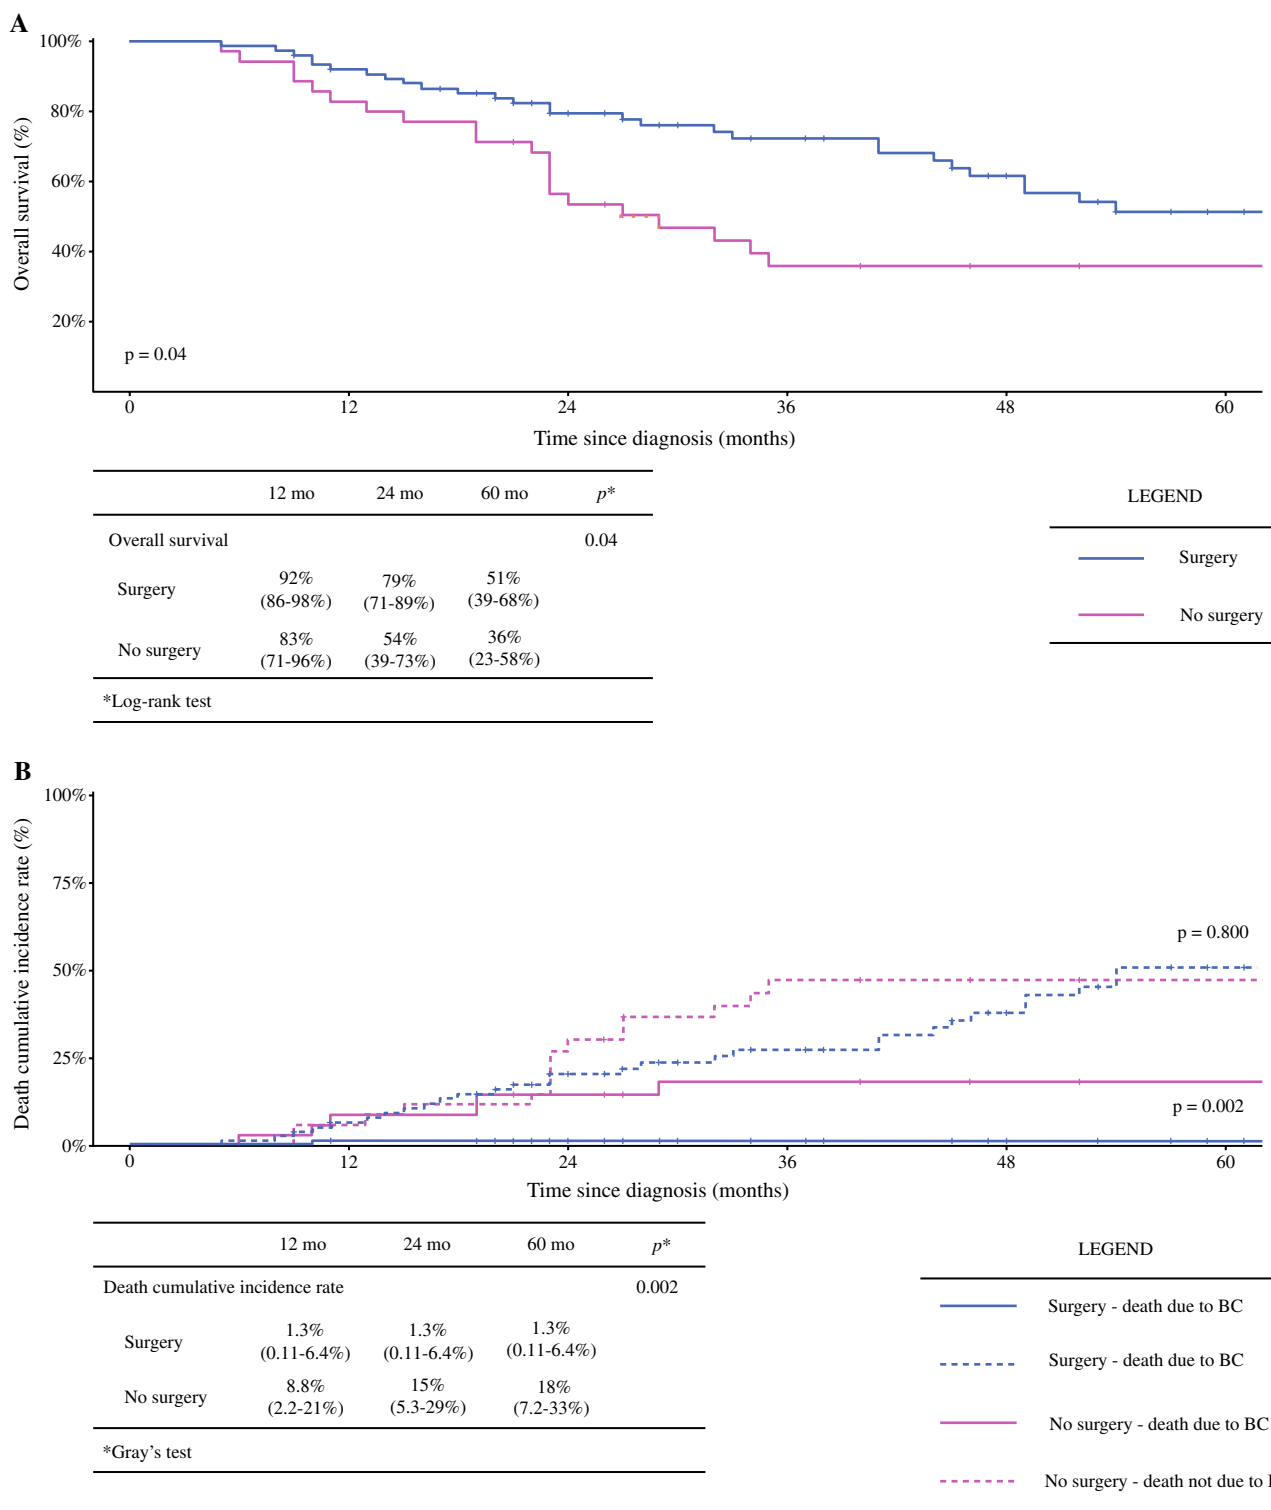 A
100%
80%
60%
40%
20%
Overall survival (%)
p = 0.04
0 12 24 36 48 60
Time since diagnosis (months)
12 mo 24 mo 60 mo p*
Overall survival 0.04
Surgery 92% 79% 51%
(86-98%) (71-89%) (39-68%)
No surgery 83% 54% 36%
(71-96%) (39-73%) (23-58%)
*Log-rank test
LEGEND
Surgery
No surgery
B
100%
75%
50%
25%
0%
Death cumulative incidence rate (%)
p = 0.800
p = 0.002
0 12 24 36 48 60
Time since diagnosis (months)
12 mo 24 mo 60 mo p*
Death cumulative incidence rate 0.002
Surgery 1.3% 1.3% 1.3%
(0.11-6.4%) (0.11-6.4%) (0.11-6.4%)
No surgery 8.8% 15% 18%
(2.2-21%) (5.3-29%) (7.2-33%)
*Gray's test
LEGEND
Surgery - death due to BC
Surgery - death due to BC
No surgery - death due to BC
No surgery - death not due to